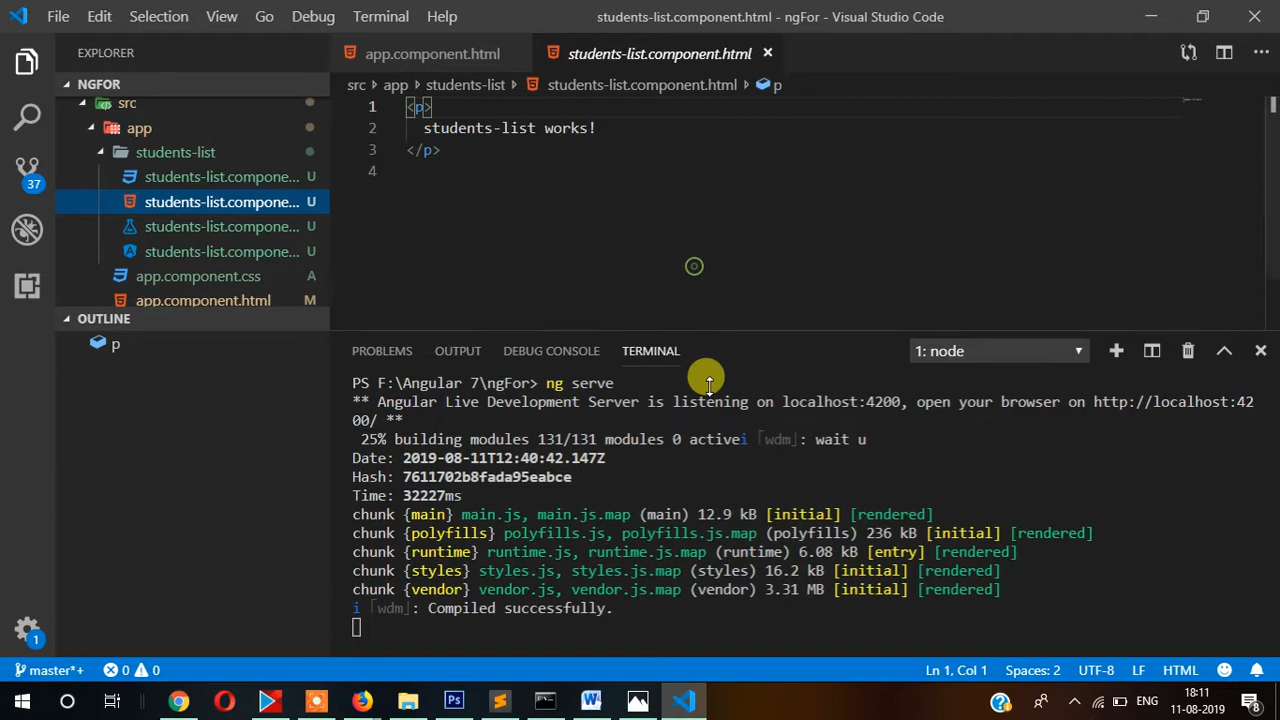 File Edit Selection View Go Debug Terminal Help students-list.component.html - ngFor - Visual Studio Code
EXPLORER
app.component.html students-list.component.html
NGFOR
src app students-list students-list.component.html p
src
app
students-list
students-list.compone... U
students-list.compone... U
students-list.compone... U
students-list.compone... U
app.component.css A
app.component.html M
37
OUTLINE
p
1 <p>
2 students-list works!
3 </p>
4
PROBLEMS OUTPUT DEBUG CONSOLE TERMINAL 1: node
PS F:\Angular 7\ngFor> ng serve
** Angular Live Development Server is listening on localhost:4200, open your browser on http://localhost:42
00/ **
25% building modules 131/131 modules 0 activei ｢wdm｣: wait u
Date: 2019-08-11T12:40:42.147Z
Hash: 7611702b8fada95eabce
Time: 32227ms
chunk {main} main.js, main.js.map (main) 12.9 kB [initial] [rendered]
chunk {polyfills} polyfills.js, polyfills.js.map (polyfills) 236 kB [initial] [rendered]
chunk {runtime} runtime.js, runtime.js.map (runtime) 6.08 kB [entry] [rendered]
chunk {styles} styles.js, styles.js.map (styles) 16.2 kB [initial] [rendered]
chunk {vendor} vendor.js, vendor.js.map (vendor) 3.31 MB [initial] [rendered]
i ｢wdm｣: Compiled successfully.
1
master*+ 0 0 Ln 1, Col 1 Spaces: 2 UTF-8 LF HTML
ENG 18:11
11-08-2019
8